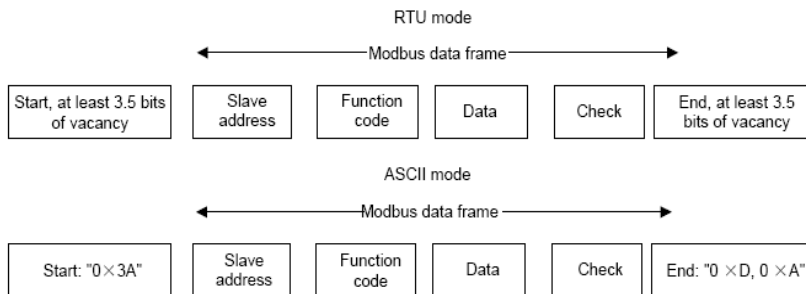 RTU mode
Modbus data frame
Start, at least 3.5 bits
of vacancy
Slave
address
Function
code
Data
Check
End, at least 3.5
bits of vacancy
ASCII mode
Modbus data frame
Start: "0×3A"
Slave
address
Function
code
Data
Check
End: "0 ×D, 0 ×A"